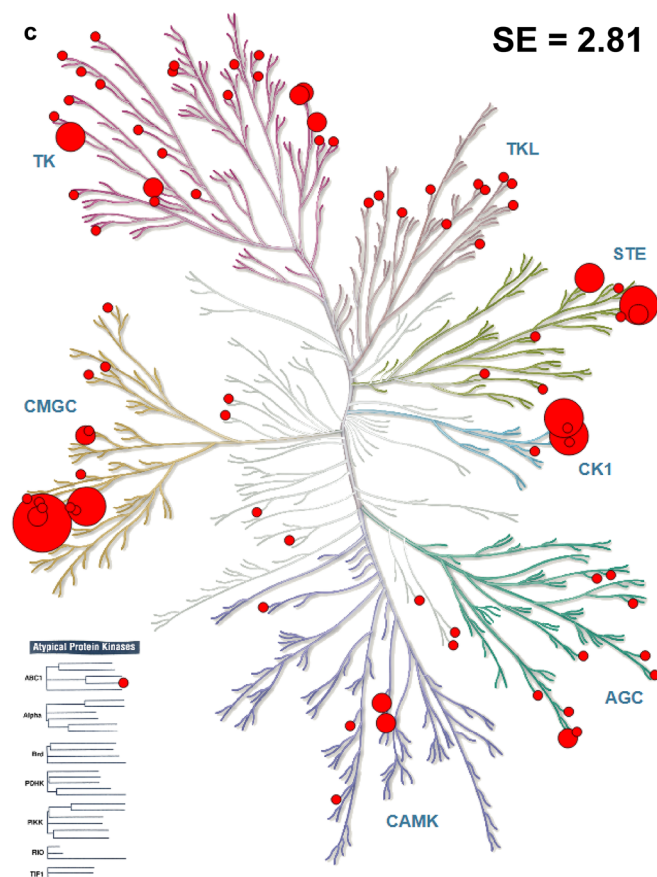 c
SE = 2.81
TK
TKL
STE
CMGC
CK1
AGC
CAMK
Atypical Protein Kinases
ABC1
Alpha
Brd
PDHK
PIKK
RIO
TIF1